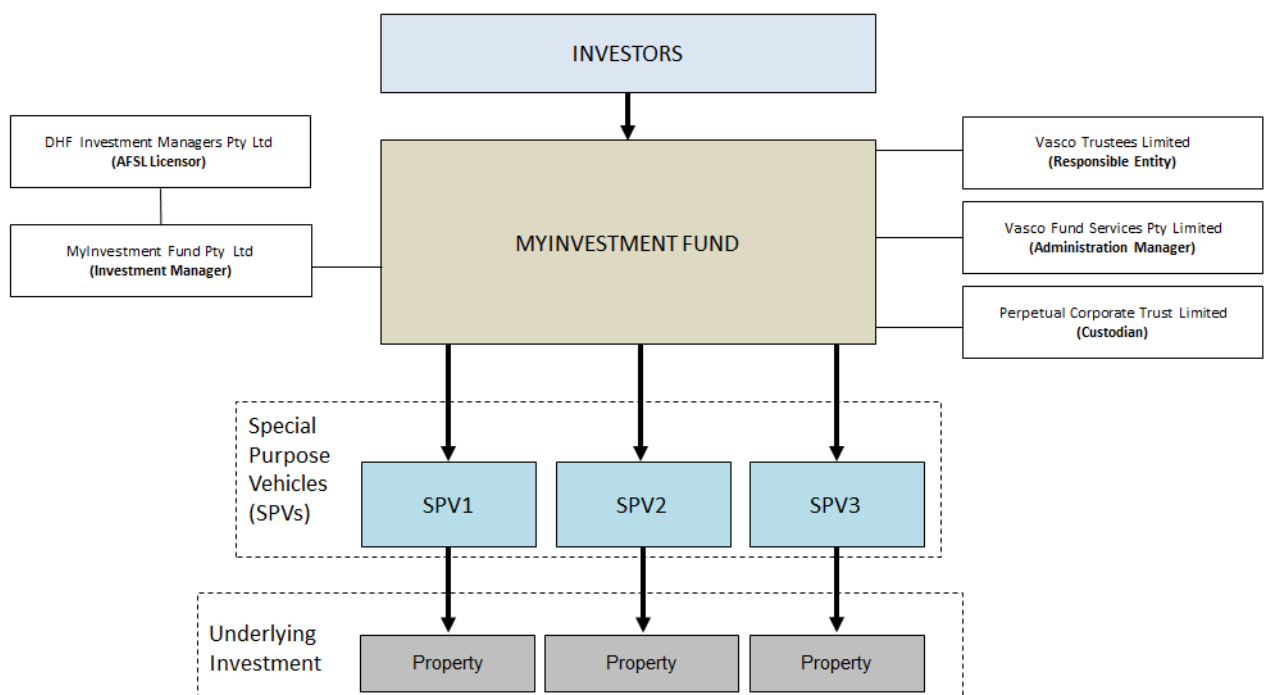 INVESTORS
DHF Investment Managers Pty Ltd
(AFSL Licensor)
MyInvestment Fund Pty Ltd
(Investment Manager)
MYINVESTMENT FUND
Vasco Trustees Limited
(Responsible Entity)
Vasco Fund Services Pty Limited
(Administration Manager)
Perpetual Corporate Trust Limited
(Custodian)
Special
Purpose
Vehicles
(SPVs)
SPV1
SPV2
SPV3
Underlying
Investment
Property
Property
Property